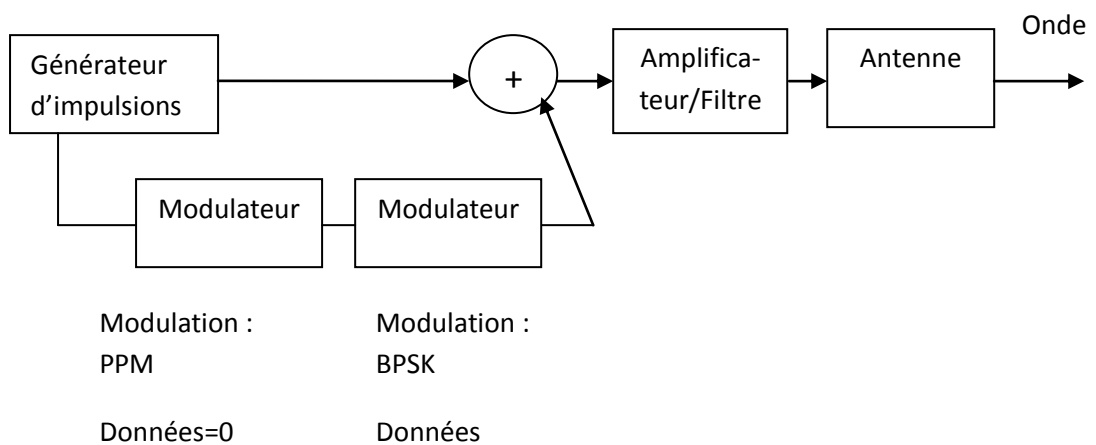 Onde
Générateur
d'impulsions
+
Amplifica-
teur/Filtre
Antenne
Modulateur
Modulateur
Modulation :
PPM
Modulation :
BPSK
Données=0
Données